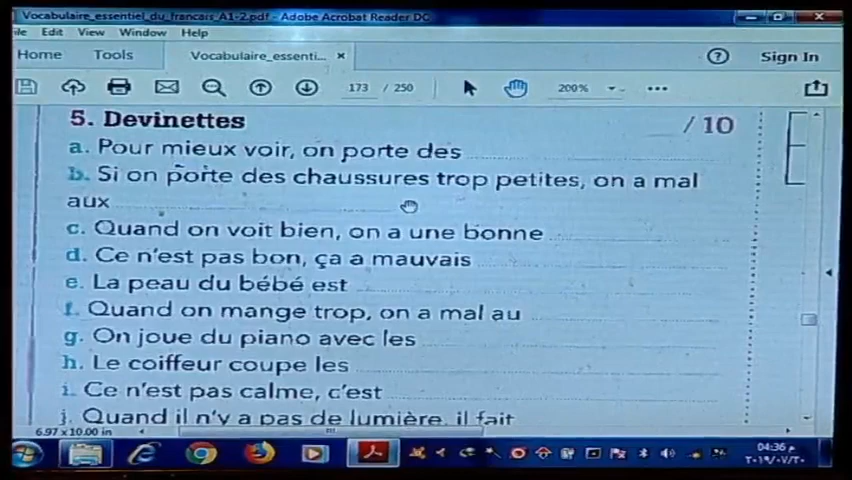 Vocabulaire_essentiel_du_francais_A1-2.pdf - Adobe Acrobat Reader DC
ile Edit View Window Help
Home Tools Vocabulaire_essenti... × ? Sign In
173 / 250 200%
5. Devinettes /10
a. Pour mieux voir, on porte des
b. Si on porte des chaussures trop petites, on a mal
aux
c. Quand on voit bien, on a une bonne
d. Ce n'est pas bon, ça a mauvais
e. La peau du bébé est
f. Quand on mange trop, on a mal au
g. On joue du piano avec les
h. Le coiffeur coupe les
i. Ce n'est pas calme, c'est
j. Quand il n'y a pas de lumière, il fait
6.97 x 10.00 in
04:36 م
٢٠١٩/٠٧/٢٠